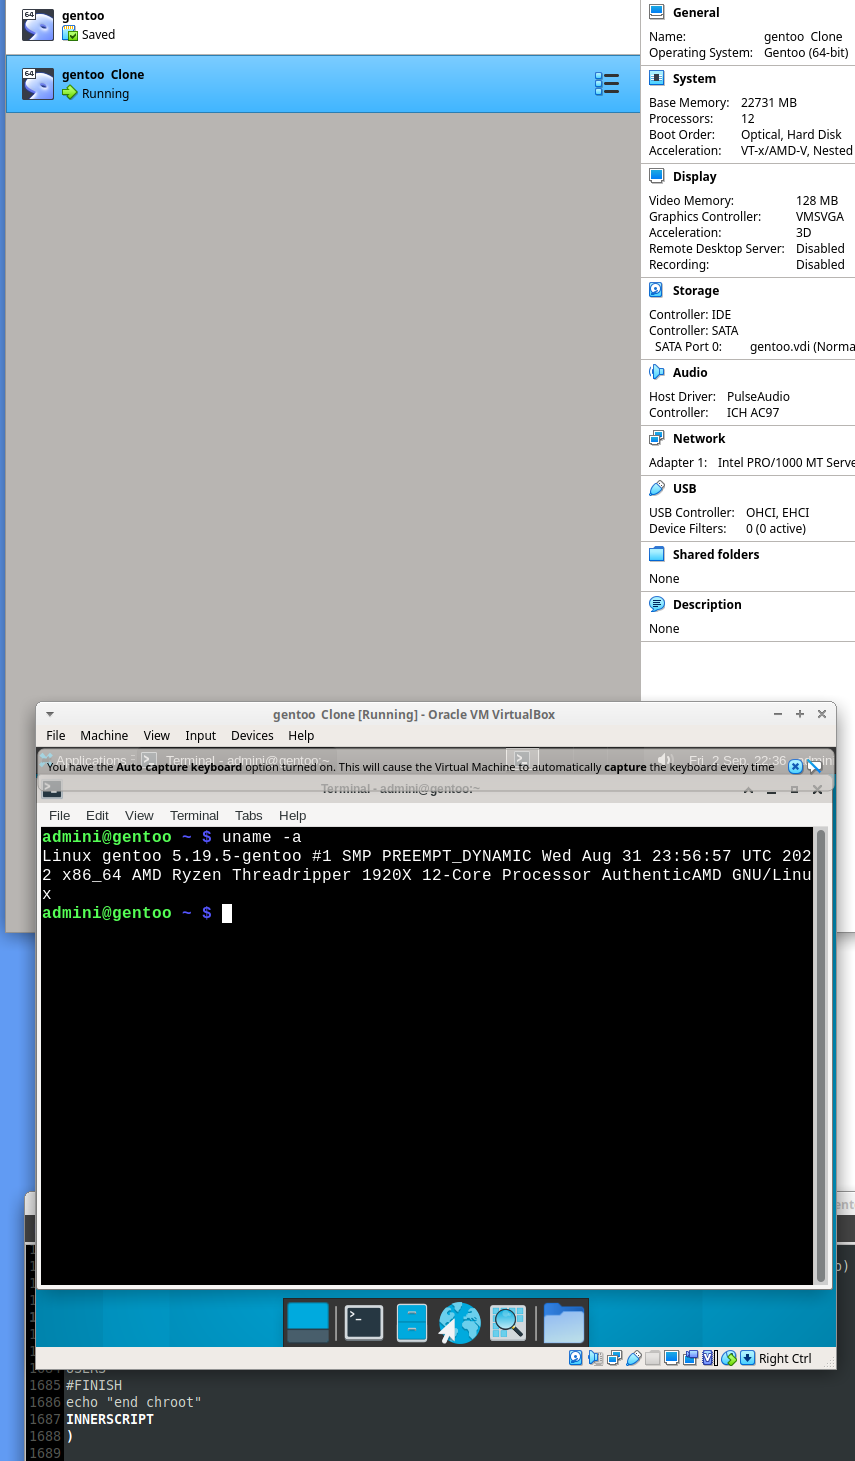 64
gentoo
Saved
64
gentoo  Clone
Running
General
Name: gentoo  Clone
Operating System: Gentoo (64-bit)
System
Base Memory: 22731 MB
Processors: 12
Boot Order: Optical, Hard Disk
Acceleration: VT-x/AMD-V, Nested
Display
Video Memory: 128 MB
Graphics Controller: VMSVGA
Acceleration: 3D
Remote Desktop Server: Disabled
Recording: Disabled
Storage
Controller: IDE
Controller: SATA
SATA Port 0: gentoo.vdi (Norma
Audio
Host Driver: PulseAudio
Controller: ICH AC97
Network
Adapter 1: Intel PRO/1000 MT Serve
USB
USB Controller: OHCI, EHCI
Device Filters: 0 (0 active)
Shared folders
None
Description
None
gentoo  Clone [Running] - Oracle VM VirtualBox
File Machine View Input Devices Help
Applications Terminal - admini@gentoo:~ Fri, 2 Sep, 22:36 admin
You have the Auto capture keyboard option turned on. This will cause the Virtual Machine to automatically capture the keyboard every time
Terminal - admini@gentoo:~
File Edit View Terminal Tabs Help
admini@gentoo ~ $ uname -a
Linux gentoo 5.19.5-gentoo #1 SMP PREEMPT_DYNAMIC Wed Aug 31 23:56:57 UTC 202
2 x86_64 AMD Ryzen Threadripper 1920X 12-Core Processor AuthenticAMD GNU/Linu
x
admini@gentoo ~ $
Right Ctrl
1685 #FINISH
1686 echo "end chroot"
1687 INNERSCRIPT
1688 )
1689